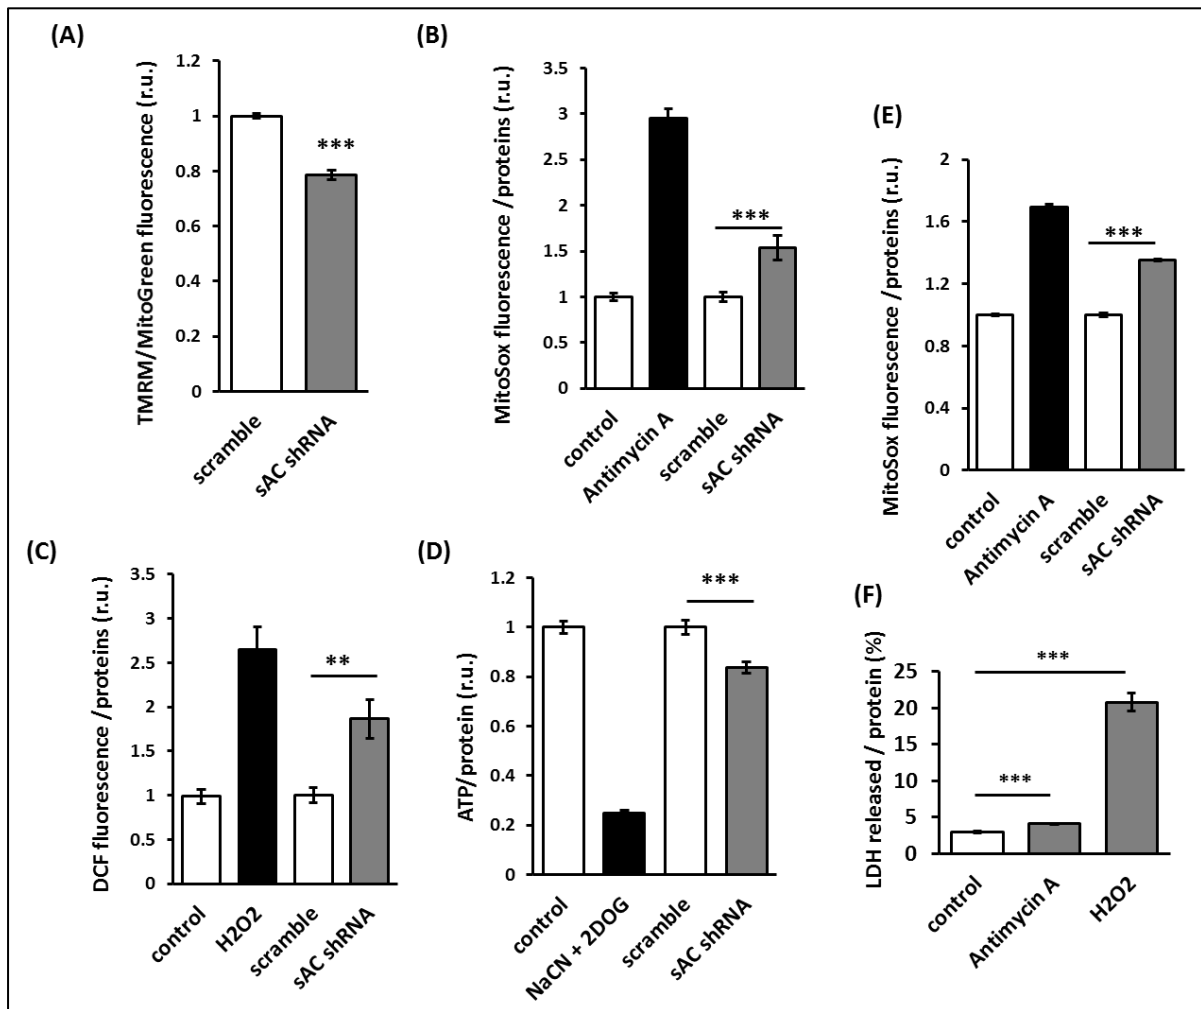 (A)
TMRM/MitoGreen fluorescence (r.u.)
1.2
1
0.8
0.6
0.4
0.2
0
***
scramble
sAC shRNA
(B)
MitoSox fluorescence /proteins (r.u.)
3.5
3
2.5
2
1.5
1
0.5
0
***
control
Antimycin A
scramble
sAC shRNA
(E)
MitoSox fluorescence /proteins (r.u.)
2
1.6
1.2
0.8
0.4
0
***
control
Antimycin A
scramble
sAC shRNA
(C)
DCF fluorescence /proteins (r.u.)
3.5
3
2.5
2
1.5
1
0.5
0
**
control
H2O2
scramble
sAC shRNA
(D)
ATP/protein (r.u.)
1.2
1
0.8
0.6
0.4
0.2
0
***
control
NaCN + 2DOG
scramble
sAC shRNA
(F)
LDH released / protein (%)
25
20
15
10
5
0
***
***
control
Antimycin A
H2O2